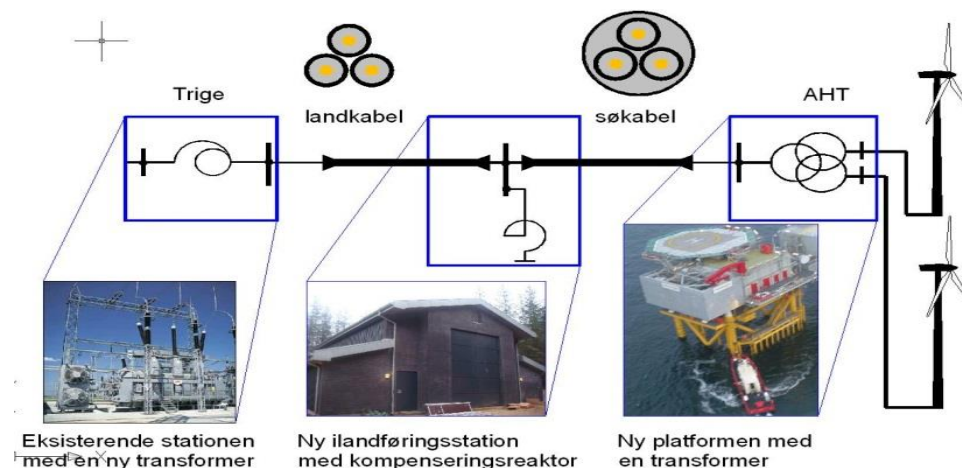 Trige
landkabel
søkabel
AHT
Eksisterende stationen
med en ny transformer
Ny ilandføringsstation
med kompenseringsreaktor
Ny platformen med
en transformer
X